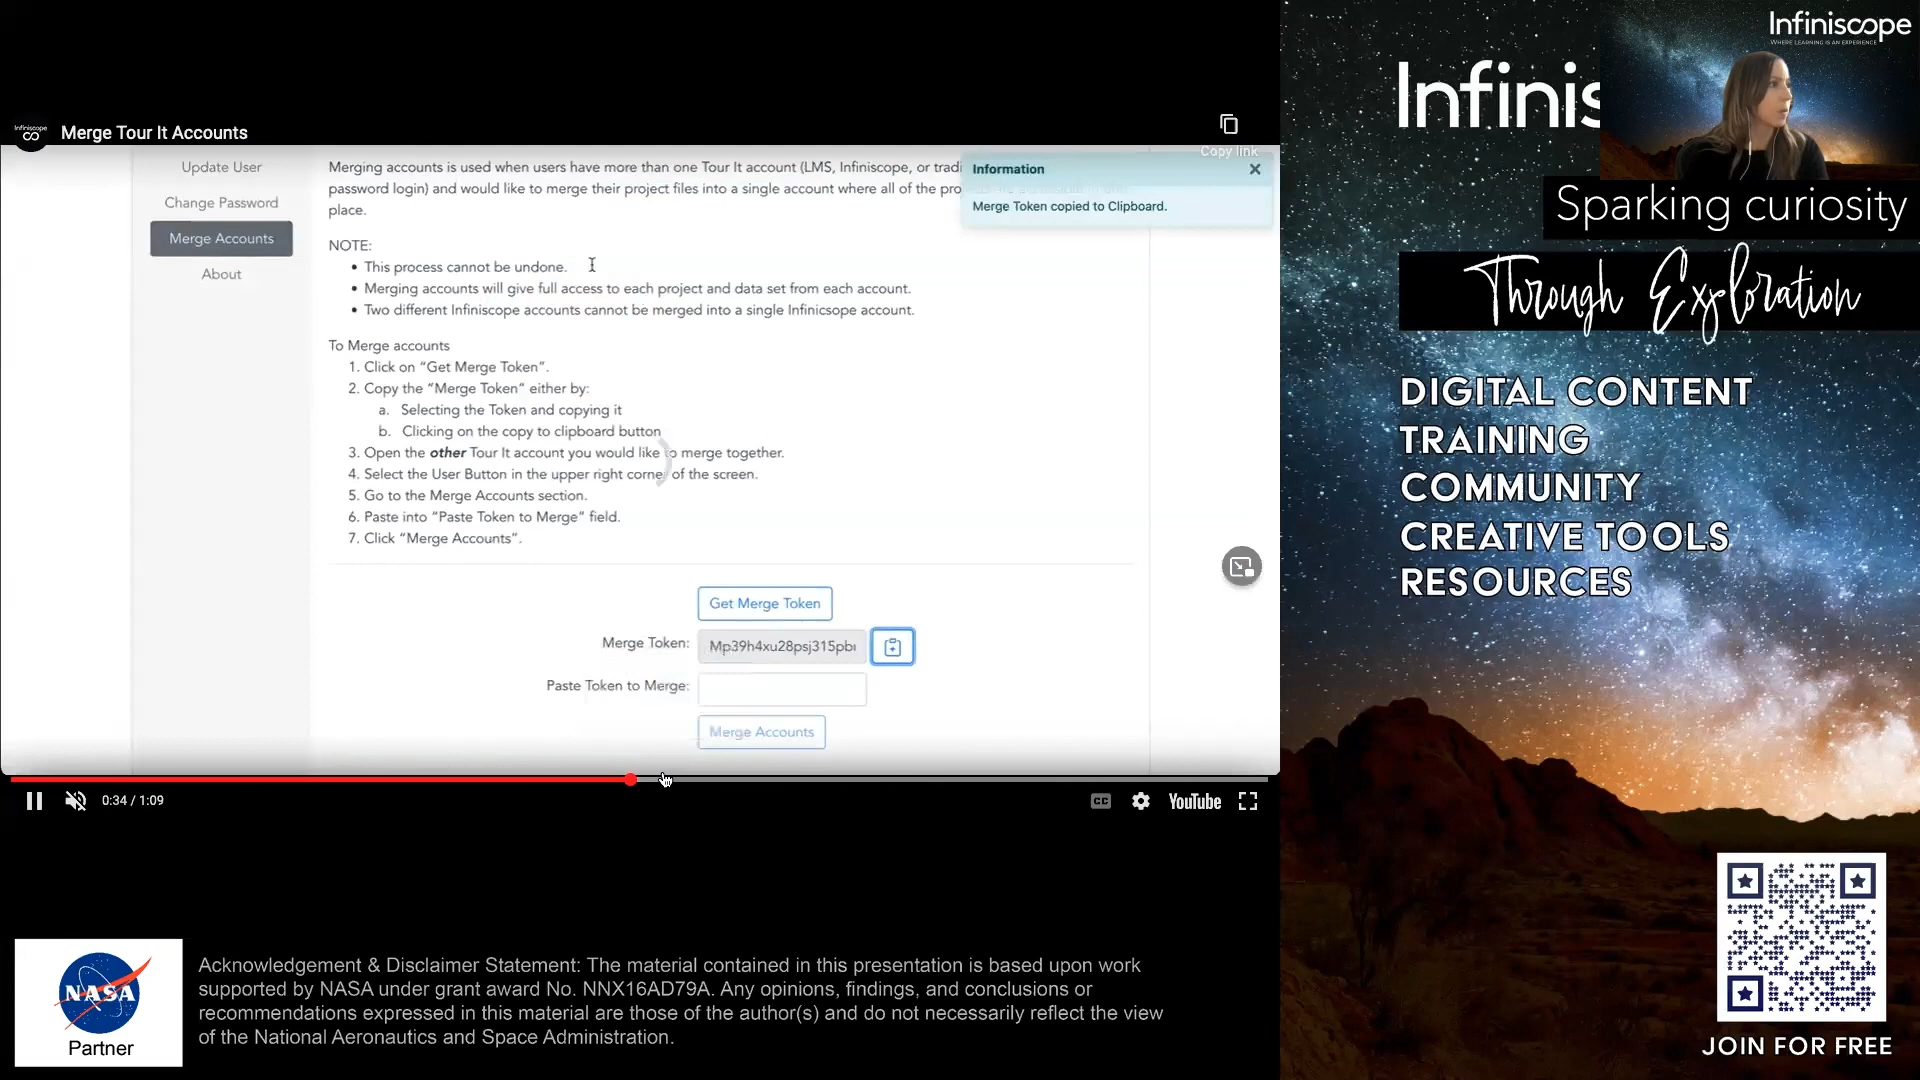 Infiniscope
WHERE LEARNING IS AN EXPERIENCE
Infinis
Sparking curiosity
Through Exploration
DIGITAL CONTENT
TRAINING
COMMUNITY
CREATIVE TOOLS
RESOURCES
JOIN FOR FREE
Infiniscope
Merge Tour It Accounts
Copy link
Update User
Change Password
Merge Accounts
About
Merging accounts is used when users have more than one Tour It account (LMS, Infiniscope, or tradi
password login) and would like to merge their project files into a single account where all of the pro
place.
Information
Merge Token copied to Clipboard.
NOTE:
• This process cannot be undone.
• Merging accounts will give full access to each project and data set from each account.
• Two different Infiniscope accounts cannot be merged into a single Infinicsope account.
To Merge accounts
1. Click on "Get Merge Token".
2. Copy the "Merge Token" either by:
a. Selecting the Token and copying it
b. Clicking on the copy to clipboard button
3. Open the other Tour It account you would like to merge together.
4. Select the User Button in the upper right corner of the screen.
5. Go to the Merge Accounts section.
6. Paste into "Paste Token to Merge" field.
7. Click "Merge Accounts".
Get Merge Token
Merge Token: Mp39h4xu28psj315pb
Paste Token to Merge:
Merge Accounts
0:34 / 1:09
CC
YouTube
NASA
Partner
Acknowledgement & Disclaimer Statement: The material contained in this presentation is based upon work
supported by NASA under grant award No. NNX16AD79A. Any opinions, findings, and conclusions or
recommendations expressed in this material are those of the author(s) and do not necessarily reflect the view
of the National Aeronautics and Space Administration.